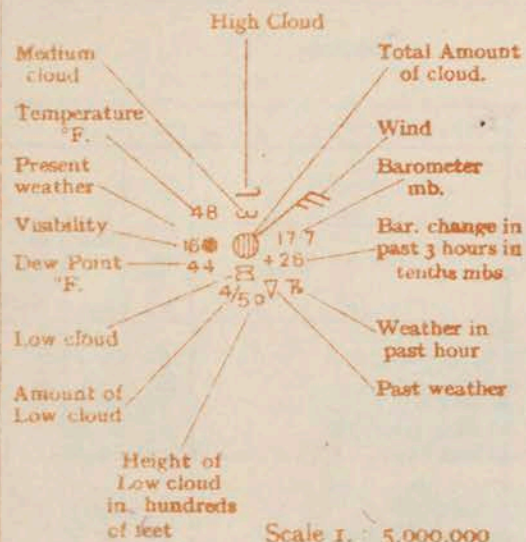 High Cloud
Medium
cloud
Total Amount
of cloud.
Temperature
°F.
Wind
Present
weather
Barometer
mb.
48
Visibility
16
177
Bar. change in
past 3 hours in
tenths mbs
Dew Point
°F.
44
+26
4/50
Low cloud
Weather in
past hour
Amount of
Low cloud
Past weather
Height of
Low cloud
in hundreds
of feet
Scale 1. : 5,000,000